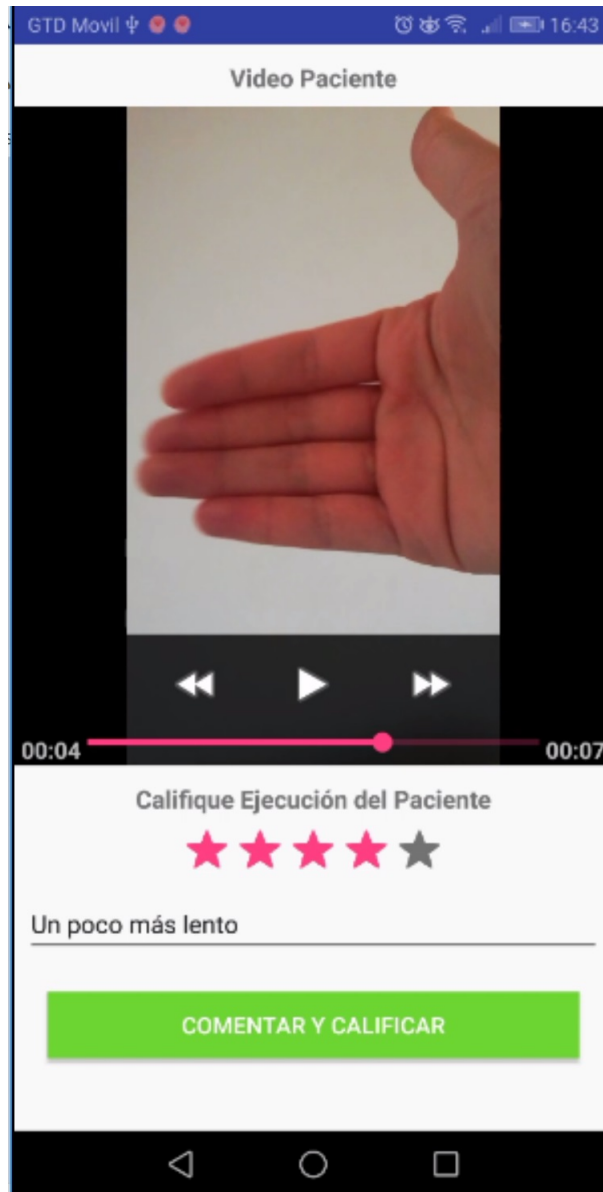 GTD Movil 16:43
Video Paciente
00:04 00:07
Califique Ejecución del Paciente
Un poco más lento
COMENTAR Y CALIFICAR